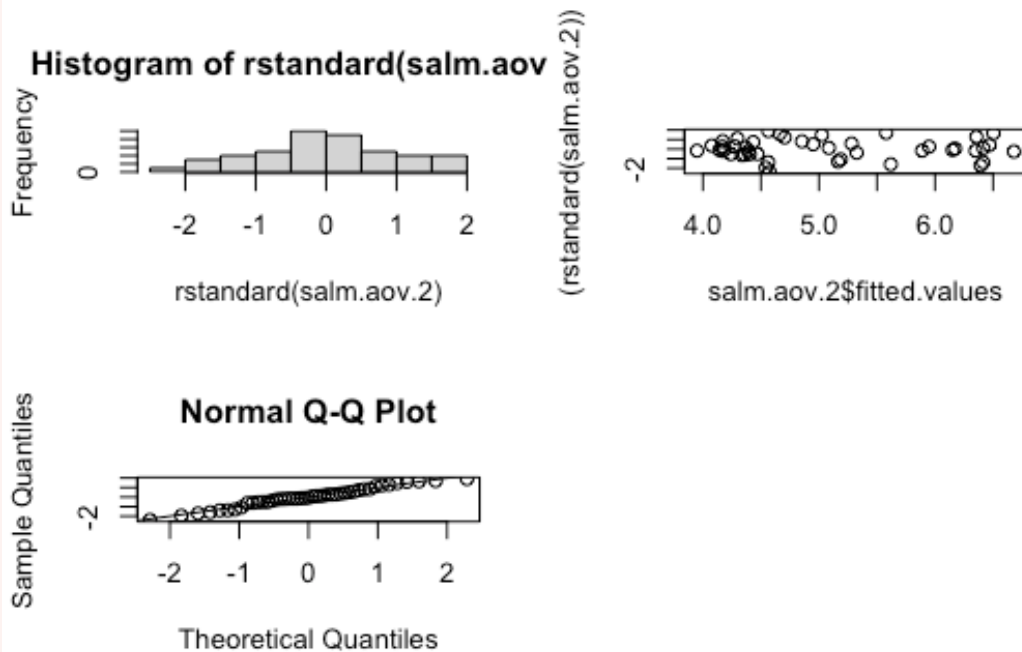 Histogram of rstandard(salm.aov
Frequency
0
-2 -1 0 1 2
rstandard(salm.aov.2)
(rstandard(salm.aov.2))
-2
4.0 5.0 6.0
salm.aov.2$fitted.values
Normal Q-Q Plot
Sample Quantiles
-2
-2 -1 0 1 2
Theoretical Quantiles